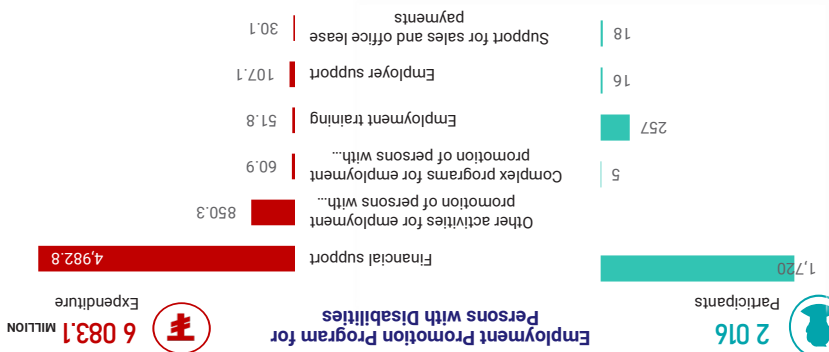 2 016
Participants
Employment Promotion Program for
Persons with Disabilities
6 083.1 MILLION
Expenditure
1,720
Financial support
4,982.8
Other activities for employment
promotion of persons with...
850.3
5
Complex programs for employment
promotion of persons with...
60.9
257
Employment training
51.8
16
Employer support
107.1
18
Support for sales and office lease
payments
30.1